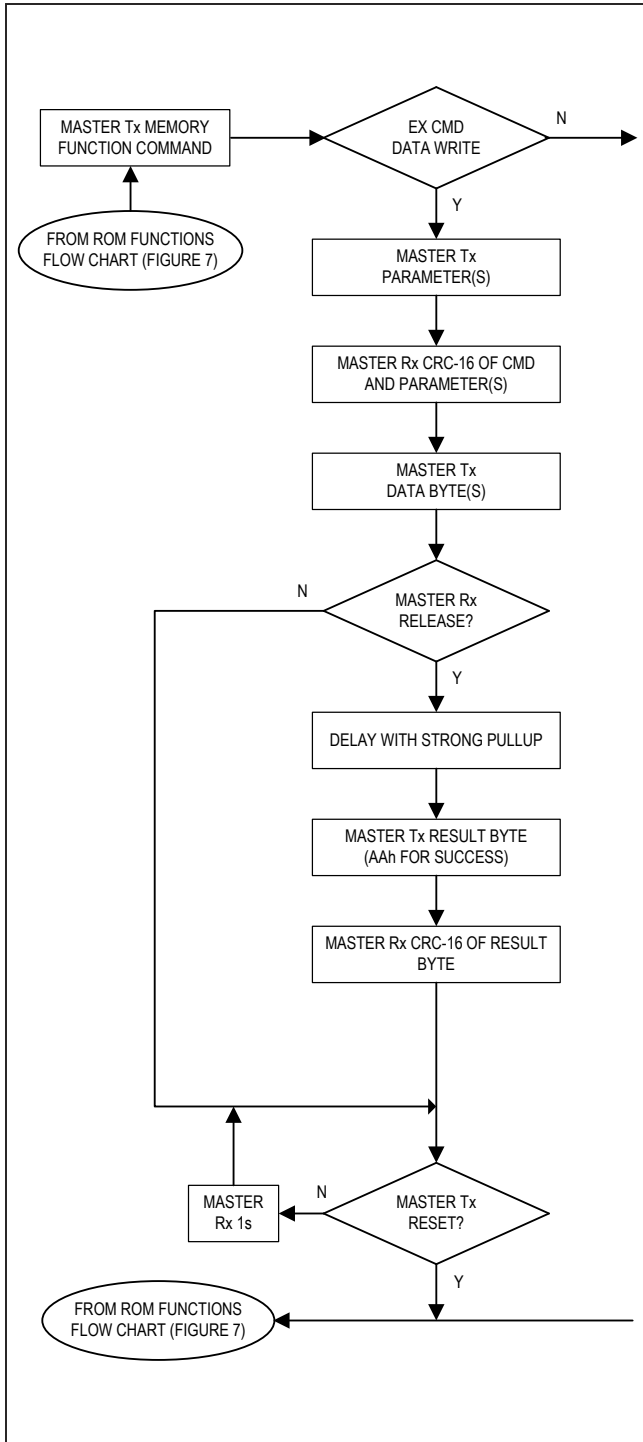 MASTER Tx MEMORY
FUNCTION COMMAND
EX CMD
DATA WRITE
N
Y
FROM ROM FUNCTIONS
FLOW CHART (FIGURE 7)
MASTER Tx
PARAMETER(S)
MASTER Rx CRC-16 OF CMD
AND PARAMETER(S)
MASTER Tx
DATA BYTE(S)
N
MASTER Rx
RELEASE?
Y
DELAY WITH STRONG PULLUP
MASTER Tx RESULT BYTE
(AAh FOR SUCCESS)
MASTER Rx CRC-16 OF RESULT
BYTE
MASTER
Rx 1s
N
MASTER Tx
RESET?
Y
FROM ROM FUNCTIONS
FLOW CHART (FIGURE 7)